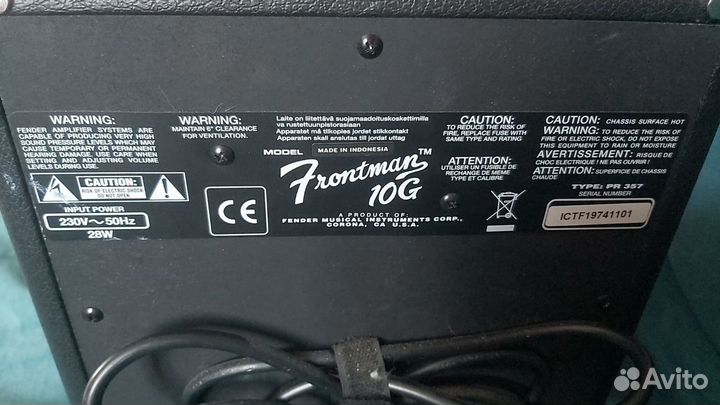 WARNING:
FENDER AMPLIFIER SYSTEMS ARE
CAPABLE OF PRODUCING VERY HIGH
SOUND PRESSURE LEVELS WHICH MAY
CAUSE TEMPORARY OR PERMANENT
HEARING DAMAGE. USE CARE WHEN
SETTING AND ADJUSTING VOLUME
LEVELS DURING USE.
CAUTION:
RISK OF ELECTRIC SHOCK
DO NOT OPEN
INPUT POWER
230V~50Hz
28W
WARNING:
MAINTAIN 6" CLEARANCE
FOR VENTILATION.
CE
Laite on liitettävä suojamaadoituskoskettimilla
va rustettuunpistorasiaan
Apparatet må tilkoples jordet stikkontakt
Apparaten skall anslutas till jordat uttag
MODEL
MADE IN INDONESIA
Frontman™
10G
A PRODUCT OF:
FENDER MUSICAL INSTRUMENTS CORP.
CORONA, CA U.S.A.
CAUTION:
TO REDUCE THE RISK OF
FIRE, REPLACE FUSE WITH
SAME TYPE AND RATING
ATTENTION:
UTILISER UN FUSIBLE DE
RECHANGE DE MÊME
TYPE ET CALIBRE
CAUTION: CHASSIS SURFACE HOT
WARNING: TO REDUCE THE RISK OF
FIRE OR ELECTRIC SHOCK, DO NOT EXPOSE
THIS EQUIPMENT TO RAIN OR MOISTURE
AVERTISSEMENT: RISQUE DE
CHOC ELECTRIQUE ! NE PAS OUVRIR
ATTENTION: SUPERFICIE DE CHASSIS
CHAUDE
TYPE: PR 357
SERIAL NUMBER
ICTF19741101
Avito